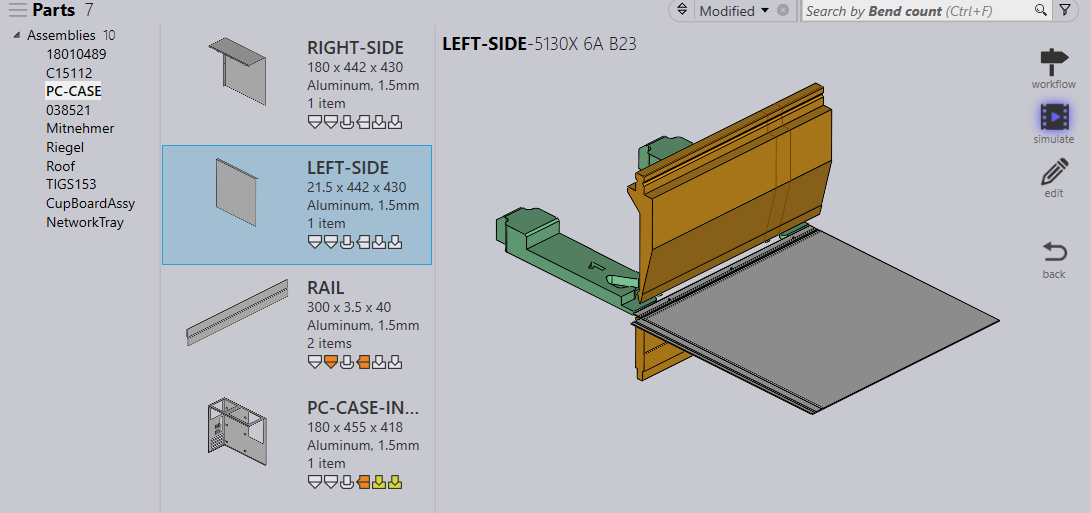 Parts 7
Modified
Search by Bend count (Ctrl+F)
Assemblies 10
18010489
C15112
PC-CASE
038521
Mitnehmer
Riegel
Roof
TIGS153
CupBoardAssy
NetworkTray
RIGHT-SIDE
180 x 442 x 430
Aluminum, 1.5mm
1 item
LEFT-SIDE
21.5 x 442 x 430
Aluminum, 1.5mm
1 item
RAIL
300 x 3.5 x 40
Aluminum, 1.5mm
2 items
PC-CASE-IN...
180 x 455 x 418
Aluminum, 1.5mm
1 item
LEFT-SIDE-5130X 6A B23
workflow
simulate
edit
back